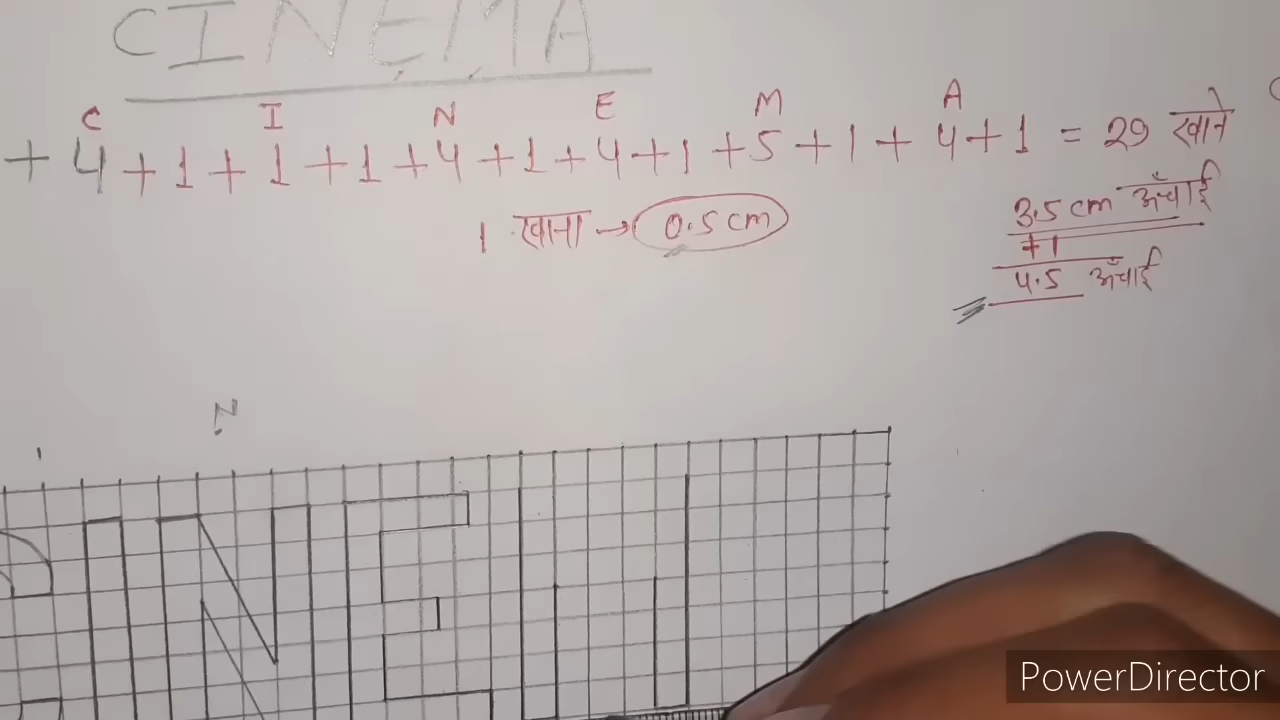 CINEMA
C I N E M A
+ 4 + 1 + 1 + 1 + 4 + 1 + 4 + 1 + 5 + 1 + 4 + 1 = 29 खाने
1 खाना → 0.5 cm
3.5 cm ऊँचाई
+1
4.5 ऊँचाई
N
I N E
PowerDirector